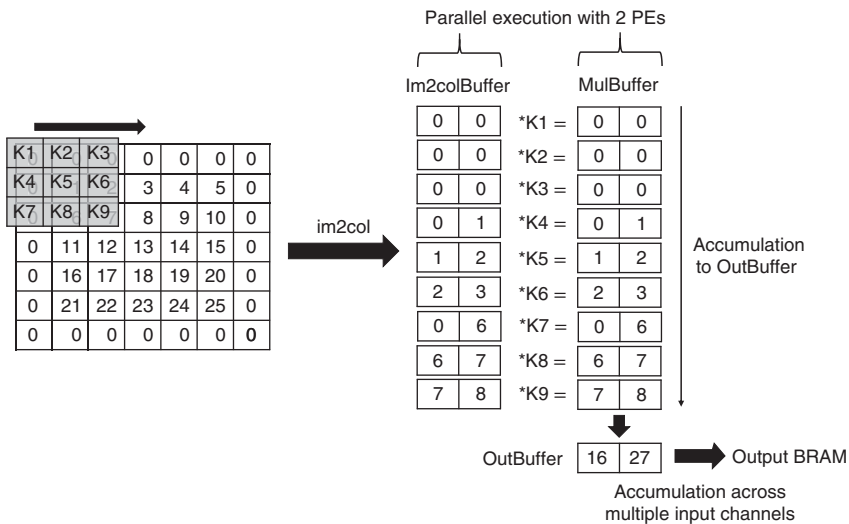 Parallel execution with 2 PEs
Im2colBuffer MulBuffer
K1 K2 K3 0 0 0 0
K4 K5 K6 3 4 5 0
K7 K8 K9 8 9 10 0
0 11 12 13 14 15 0
0 16 17 18 19 20 0
0 21 22 23 24 25 0
0 0 0 0 0 0 0
im2col
0 0 *K1 = 0 0
0 0 *K2 = 0 0
0 0 *K3 = 0 0
0 1 *K4 = 0 1
1 2 *K5 = 1 2
2 3 *K6 = 2 3
0 6 *K7 = 0 6
6 7 *K8 = 6 7
7 8 *K9 = 7 8
Accumulation
to OutBuffer
OutBuffer 16 27 Output BRAM
Accumulation across
multiple input channels